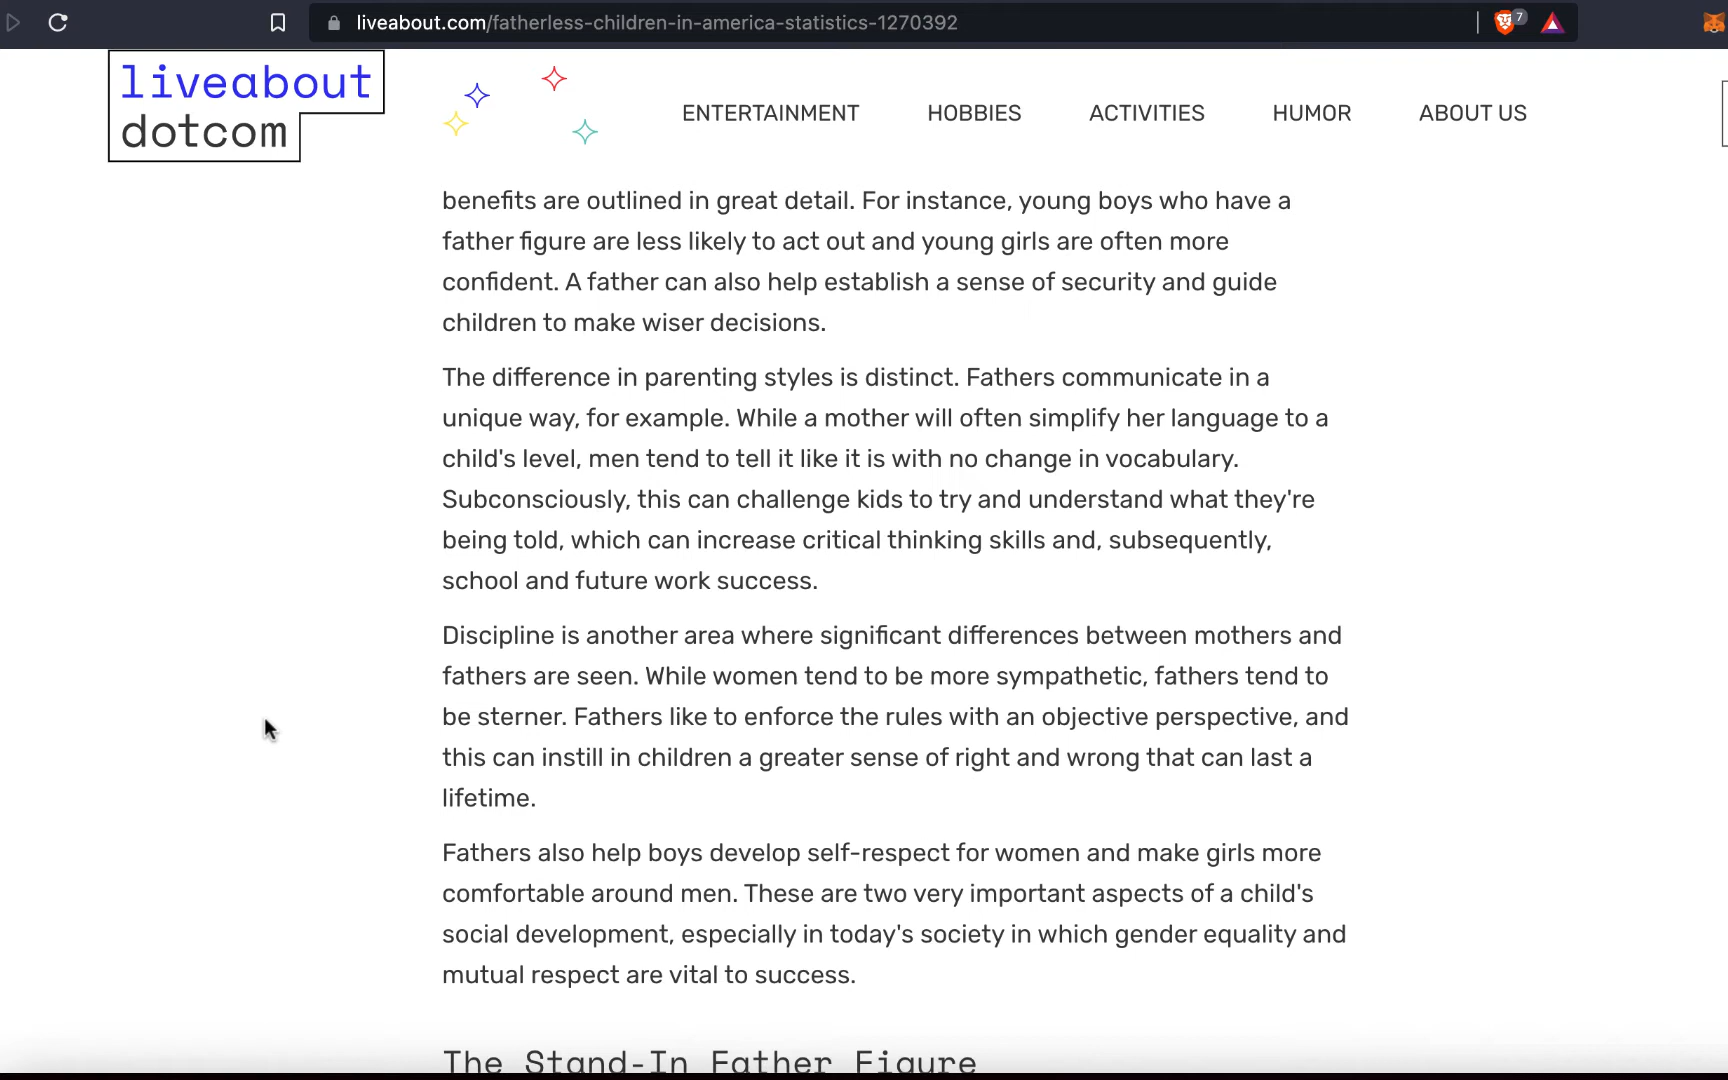 liveabout.com/fatherless-children-in-america-statistics-1270392
7
liveabout
dotcom
ENTERTAINMENT
HOBBIES
ACTIVITIES
HUMOR
ABOUT US
benefits are outlined in great detail. For instance, young boys who have a
father figure are less likely to act out and young girls are often more
confident. A father can also help establish a sense of security and guide
children to make wiser decisions.
The difference in parenting styles is distinct. Fathers communicate in a
unique way, for example. While a mother will often simplify her language to a
child's level, men tend to tell it like it is with no change in vocabulary.
Subconsciously, this can challenge kids to try and understand what they're
being told, which can increase critical thinking skills and, subsequently,
school and future work success.
Discipline is another area where significant differences between mothers and
fathers are seen. While women tend to be more sympathetic, fathers tend to
be sterner. Fathers like to enforce the rules with an objective perspective, and
this can instill in children a greater sense of right and wrong that can last a
lifetime.
Fathers also help boys develop self-respect for women and make girls more
comfortable around men. These are two very important aspects of a child's
social development, especially in today's society in which gender equality and
mutual respect are vital to success.
The Stand-In Father Figure